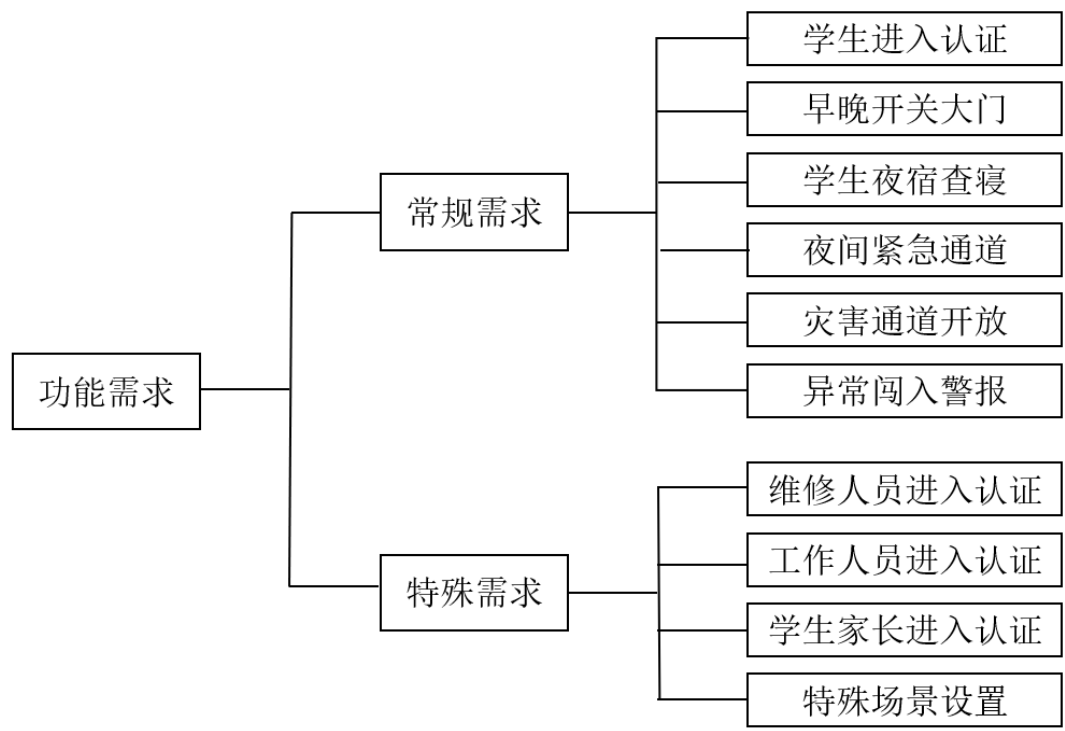 功能需求
常规需求
学生进入认证
早晚开关大门
学生夜宿查寝
夜间紧急通道
灾害通道开放
异常闯入警报
特殊需求
维修人员进入认证
工作人员进入认证
学生家长进入认证
特殊场景设置